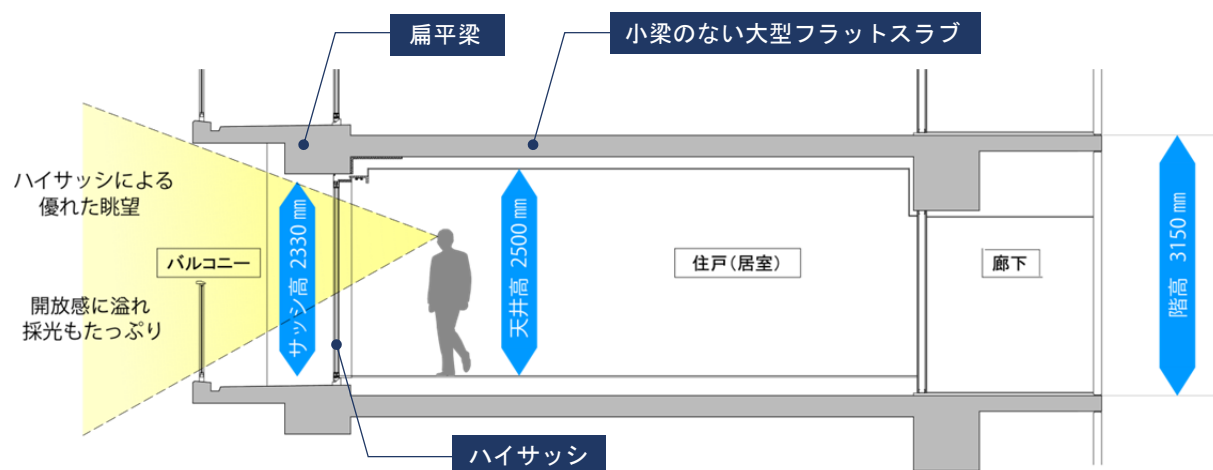 扁平梁
小梁のない大型フラットスラブ
ハイサッシによる
優れた眺望
バルコニー
開放感に溢れ
採光もたっぷり
サッシ高 2330 mm
天井高 2500 mm
住戸(居室)
廊下
階高 3150 mm
ハイサッシ